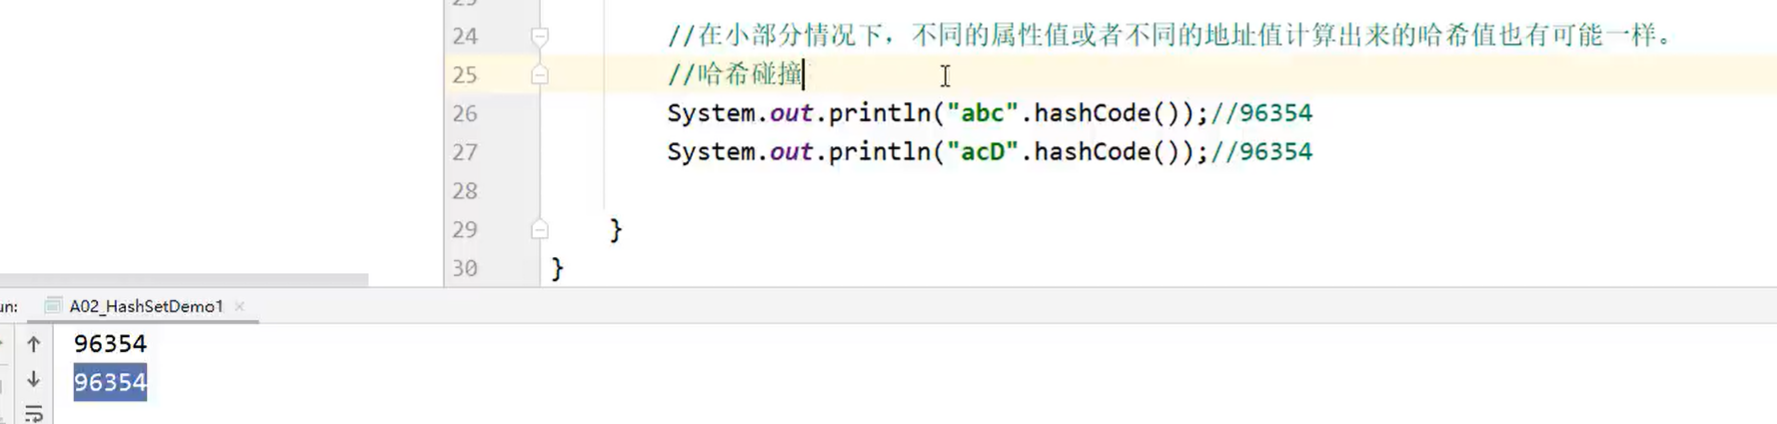 24 //在小部分情况下，不同的属性值或者不同的地址值计算出来的哈希值也有可能一样。
25 //哈希碰撞
26 System.out.println("abc".hashCode());//96354
27 System.out.println("acD".hashCode());//96354
28
29 }
30 }
un: A02_HashSetDemo1 ×
96354
96354